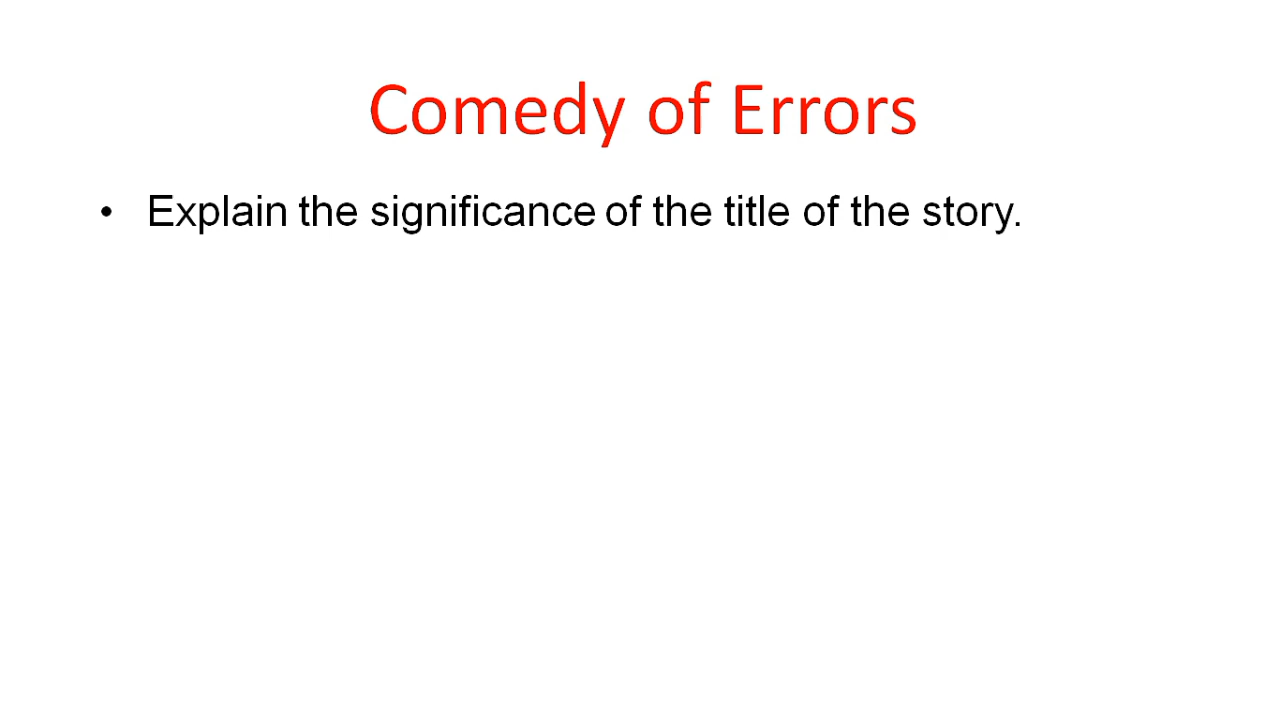 Comedy of Errors
• Explain the significance of the title of the story.